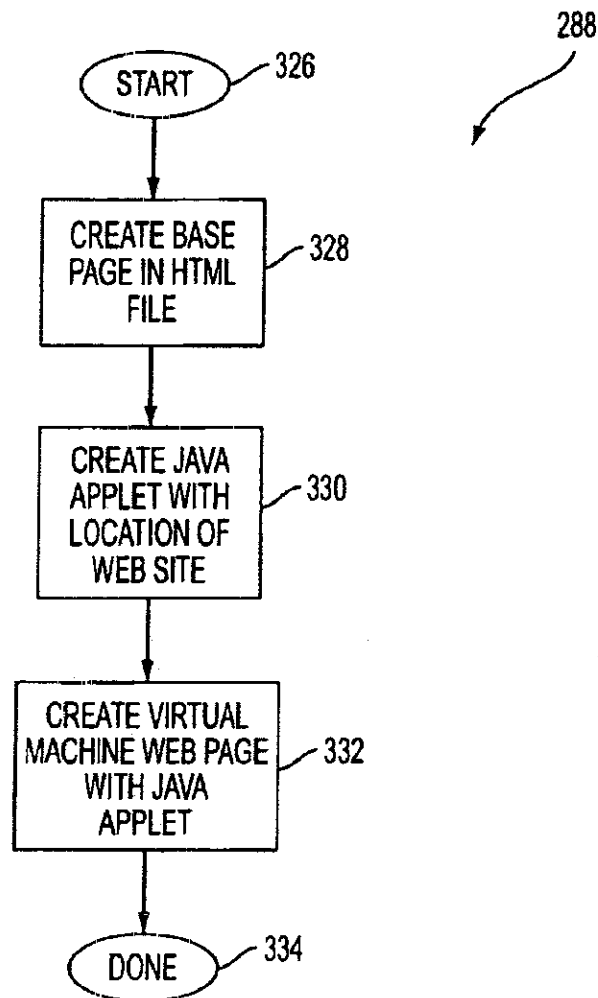 288
START
326
CREATE BASE
PAGE IN HTML
FILE
328
CREATE JAVA
APPLET WITH
LOCATION OF
WEB SITE
330
CREATE VIRTUAL
MACHINE WEB PAGE
WITH JAVA
APPLET
332
DONE
334